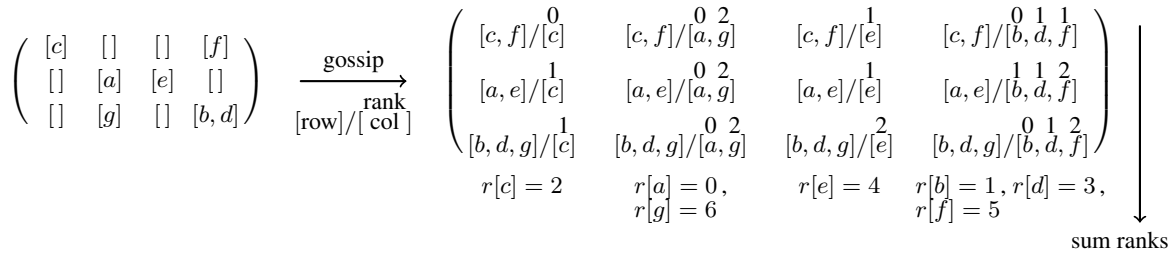 0 0 2 1 0 1 1
[c] [ ] [ ] [f] [c, f]/[c] [c, f]/[a, g] [c, f]/[e] [c, f]/[b, d, f]
gossip
1 0 2 1 1 1 2
[ ] [a] [e] [ ] [a, e]/[c] [a, e]/[a, g] [a, e]/[e] [a, e]/[b, d, f]
rank
[ ] [g] [ ] [b, d] [row]/[ col ]
1 0 2 2 0 1 2
[b, d, g]/[c] [b, d, g]/[a, g] [b, d, g]/[e] [b, d, g]/[b, d, f]
r[c] = 2 r[a] = 0 , r[e] = 4 r[b] = 1 , r[d] = 3 ,
r[g] = 6 r[f] = 5
sum ranks